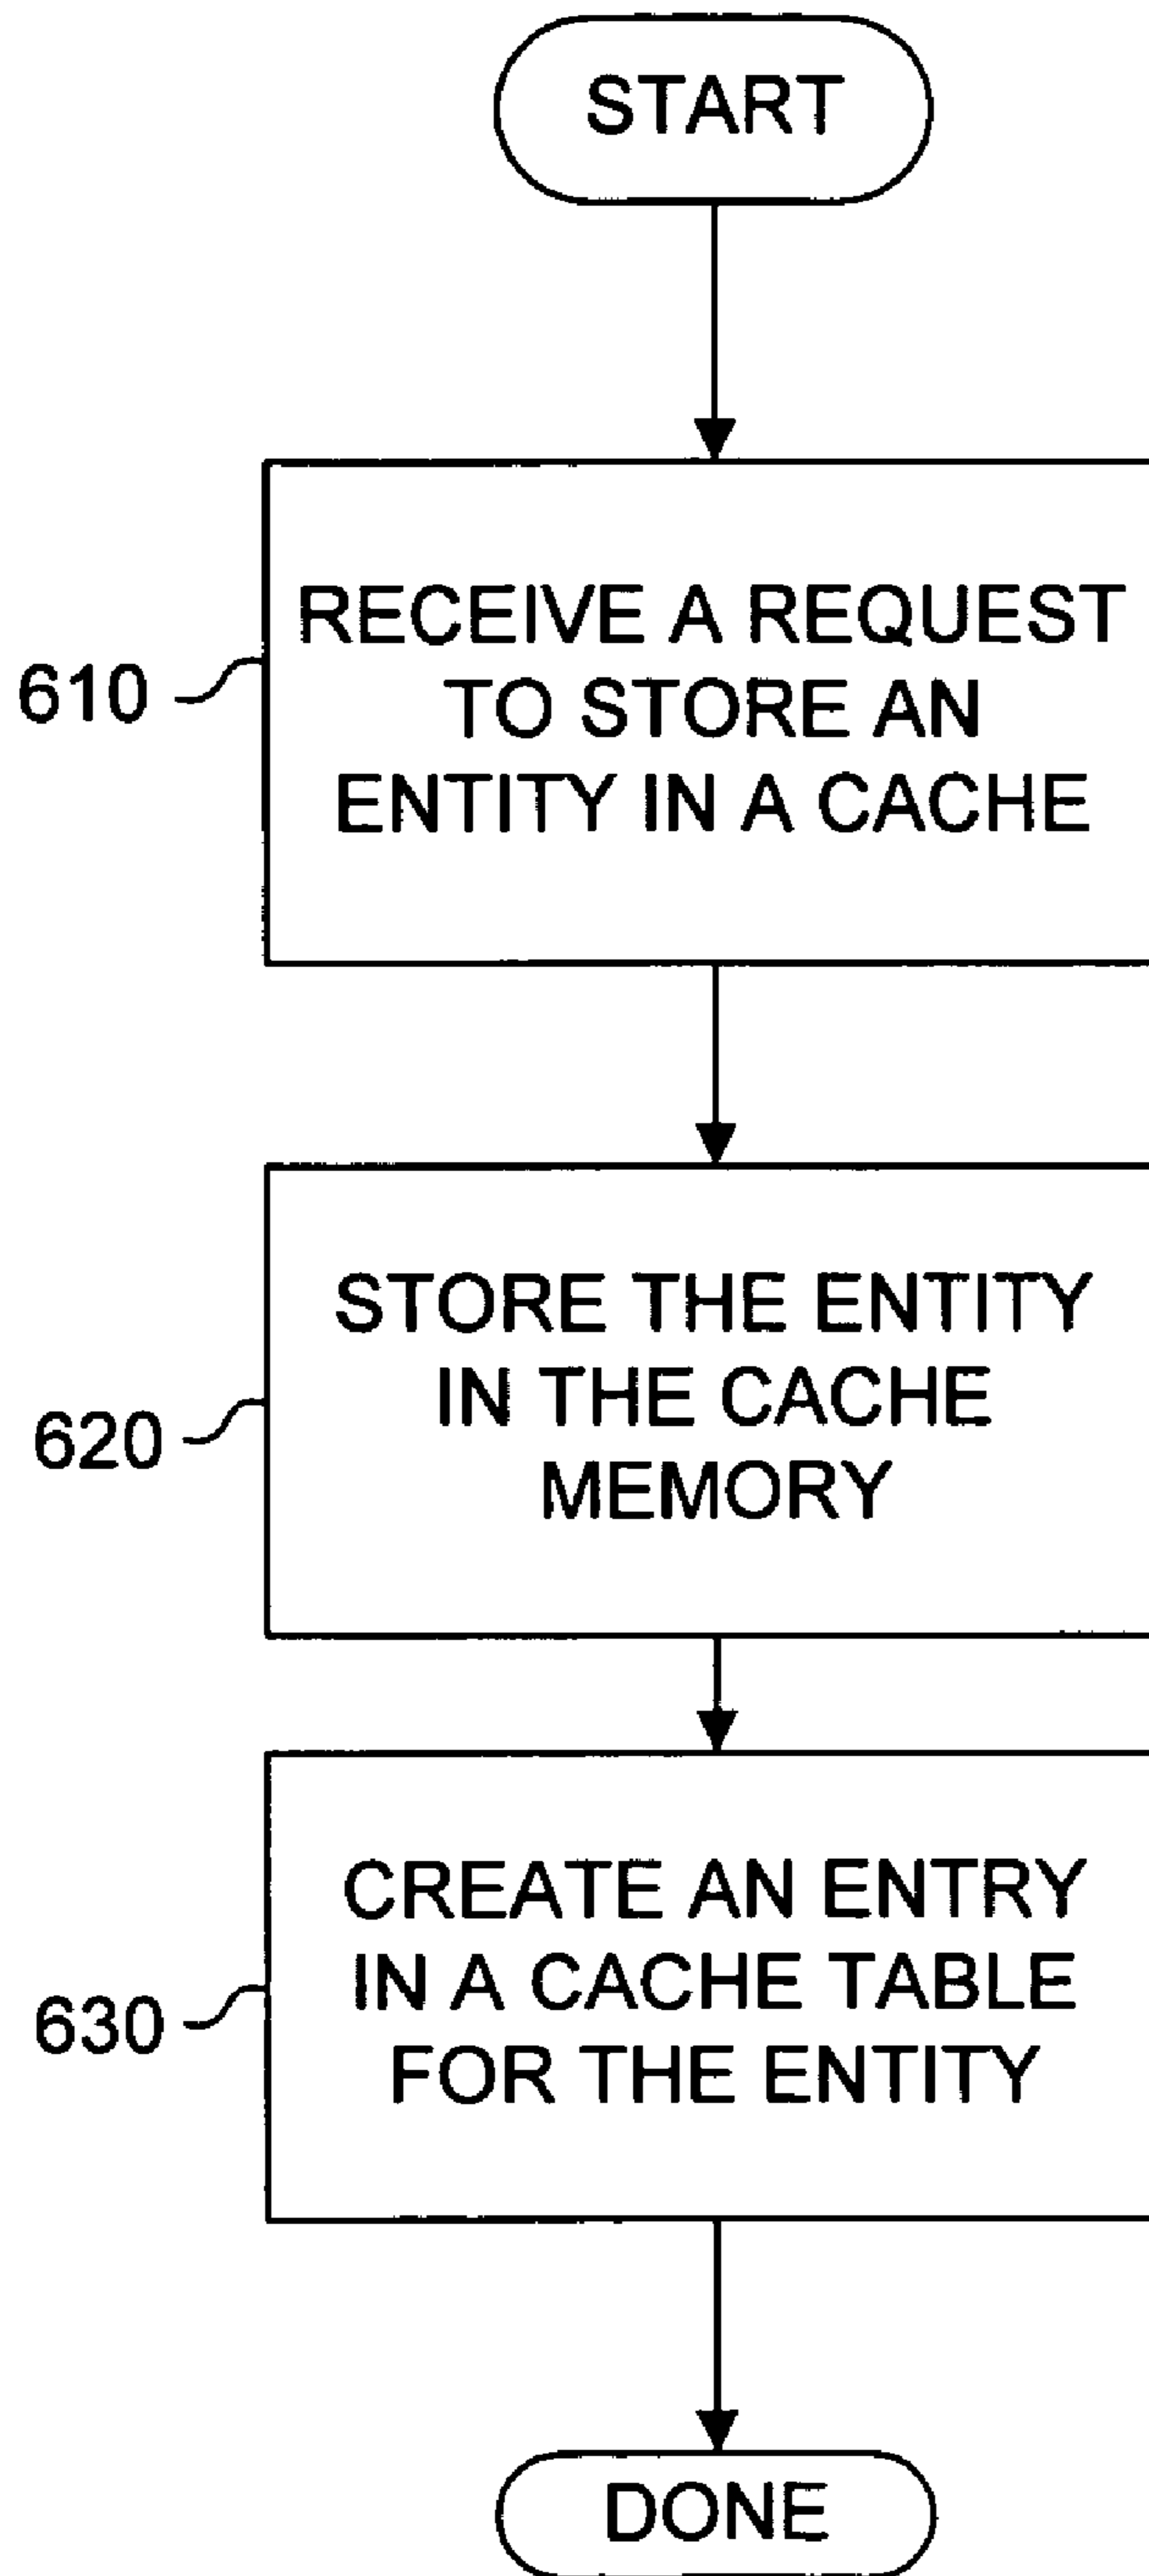 START
610
RECEIVE A REQUEST
TO STORE AN
ENTITY IN A CACHE
620
STORE THE ENTITY
IN THE CACHE
MEMORY
630
CREATE AN ENTRY
IN A CACHE TABLE
FOR THE ENTITY
DONE